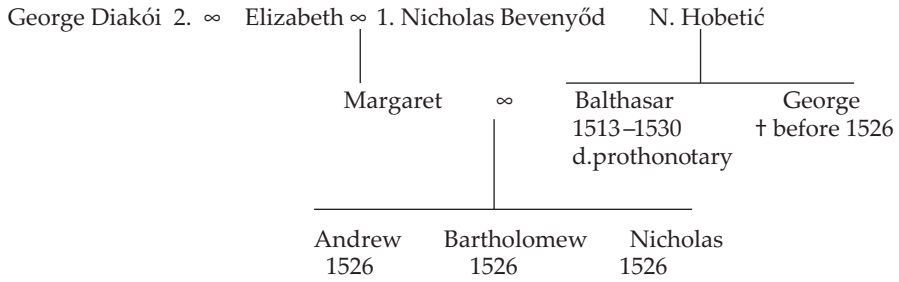 George Diakói 2. ∞ Elizabeth ∞ 1. Nicholas Bevenyőd N. Hobetić
Margaret ∞ Balthasar George
1513–1530 † before 1526
d.prothonotary
Andrew Bartholomew Nicholas
1526 1526 1526